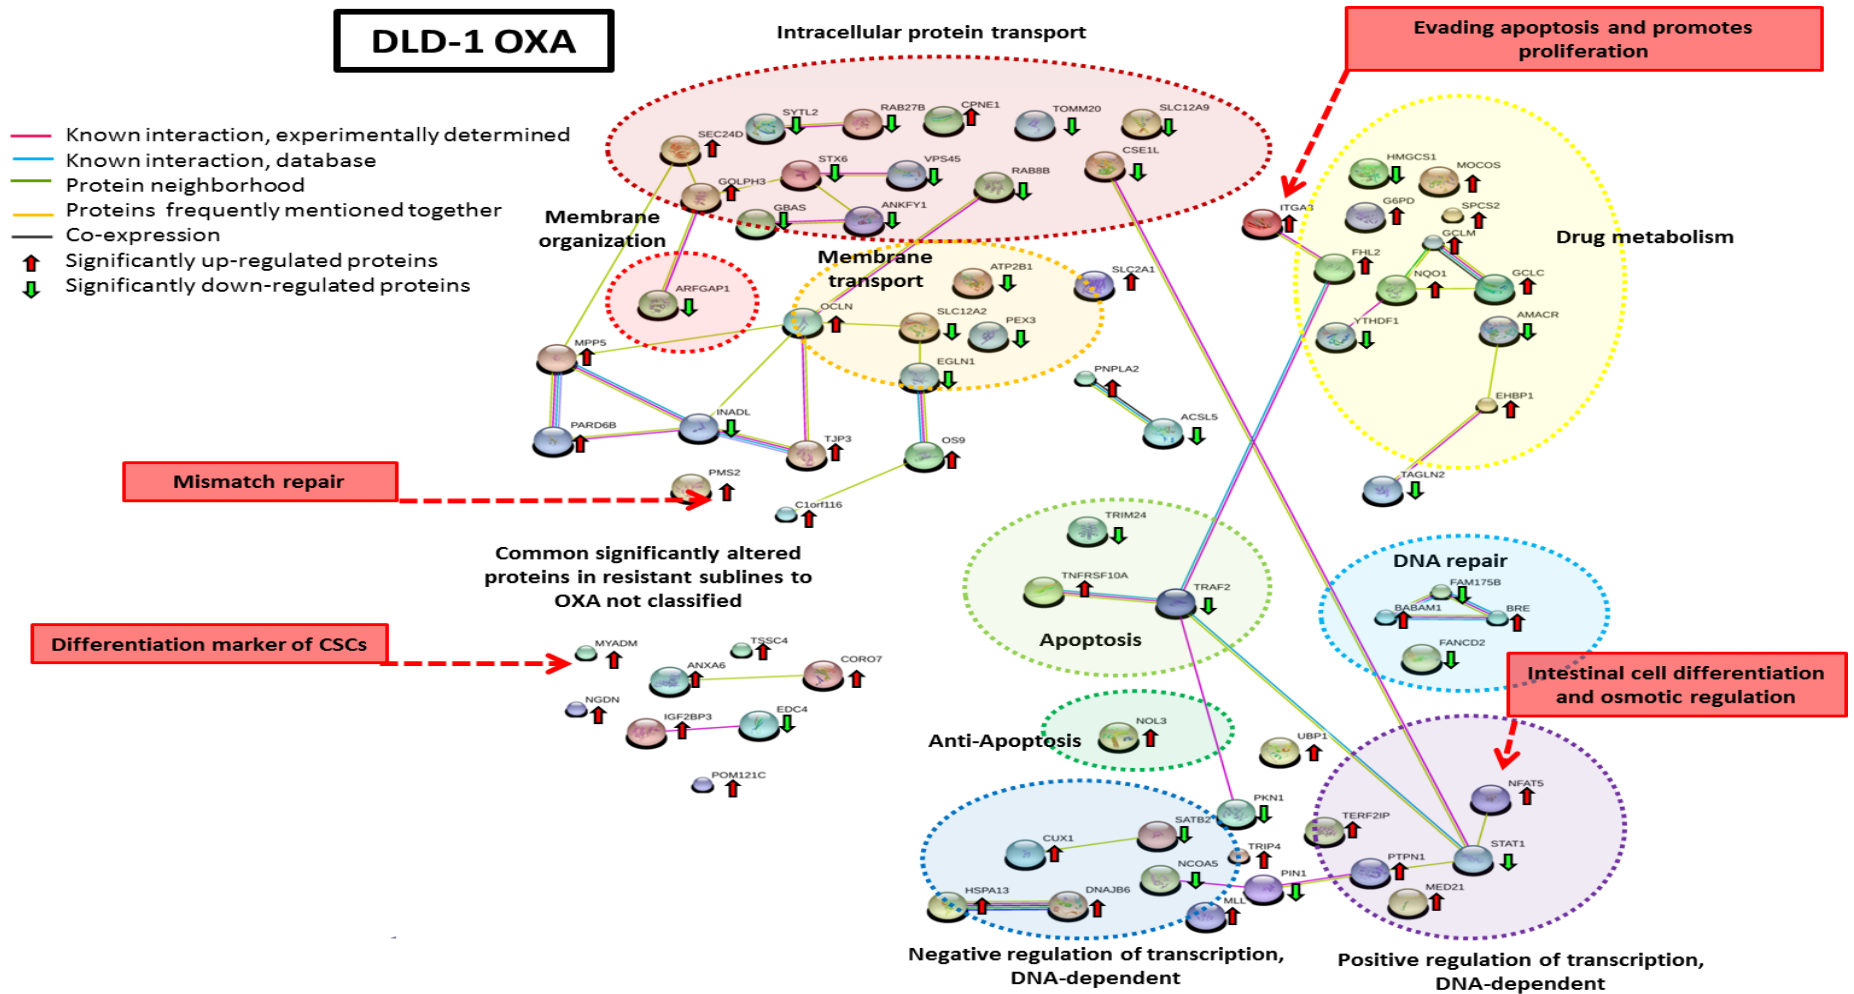 DLD-1 OXA
Intracellular protein transport
Evading apoptosis and promotes
proliferation
Known interaction, experimentally determined
Known interaction, database
Protein neighborhood
Proteins frequently mentioned together
Co-expression
Significantly up-regulated proteins
Significantly down-regulated proteins
SYTL2
RAB27B
CPNE1
TOMM20
SLC12A9
SEC24D
STX6
VPS45
CSE1L
GOLPH3
RAB8B
GBAS
ANKFY1
Membrane
organization
ARFGAP1
Membrane
transport
ATP2B1
SLC2A1
OCLN
SLC12A2
PEX3
EGLN1
MPP5
INADL
PARD6B
TJP3
OS9
PNPLA2
ACSL5
ITGA3
HMGCS1
MOCOS
G6PD
SPCS2
Drug metabolism
GCLM
FHL2
NQO1
GCLC
YTHDF1
AMACR
EHBP1
TAGLN2
Mismatch repair
PMS2
C1orf116
Common significantly altered
proteins in resistant sublines to
OXA not classified
Differentiation marker of CSCs
MYADM
TSSC4
ANXA6
CORO7
NGDN
IGF2BP3
EDC4
POM121C
TRIM24
TNFRSF10A
TRAF2
Apoptosis
DNA repair
FAM175B
BABAM1
BRE
FANCD2
Intestinal cell differentiation
and osmotic regulation
Anti-Apoptosis
NOL3
UBP1
PKN1
SATB2
CUX1
TRIP4
NCOA5
PIN1
HSPA13
DNAJB6
MLL
NFAT5
TERF2IP
STAT1
PTPN1
MED21
Negative regulation of transcription,
DNA-dependent
Positive regulation of transcription,
DNA-dependent